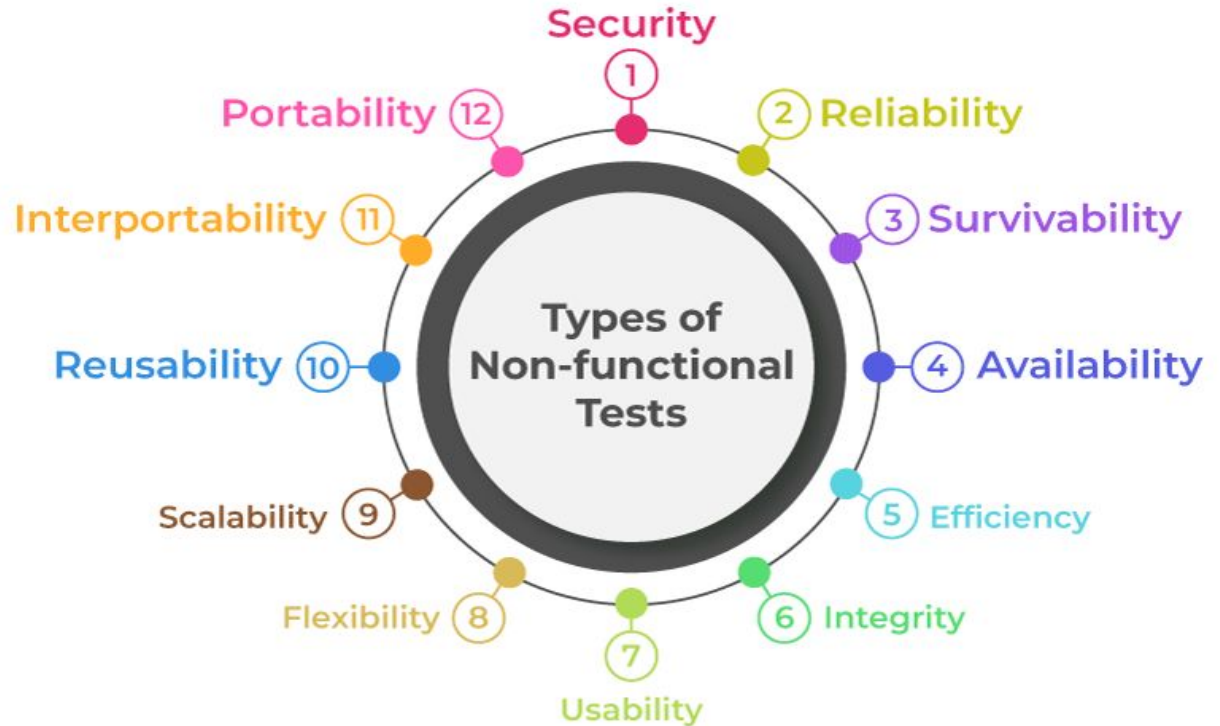 Types of
Non-functional
Tests
1
Security
2
Reliability
3
Survivability
4
Availability
5
Efficiency
6
Integrity
7
Usability
8
Flexibility
9
Scalability
10
Reusability
11
Interportability
12
Portability